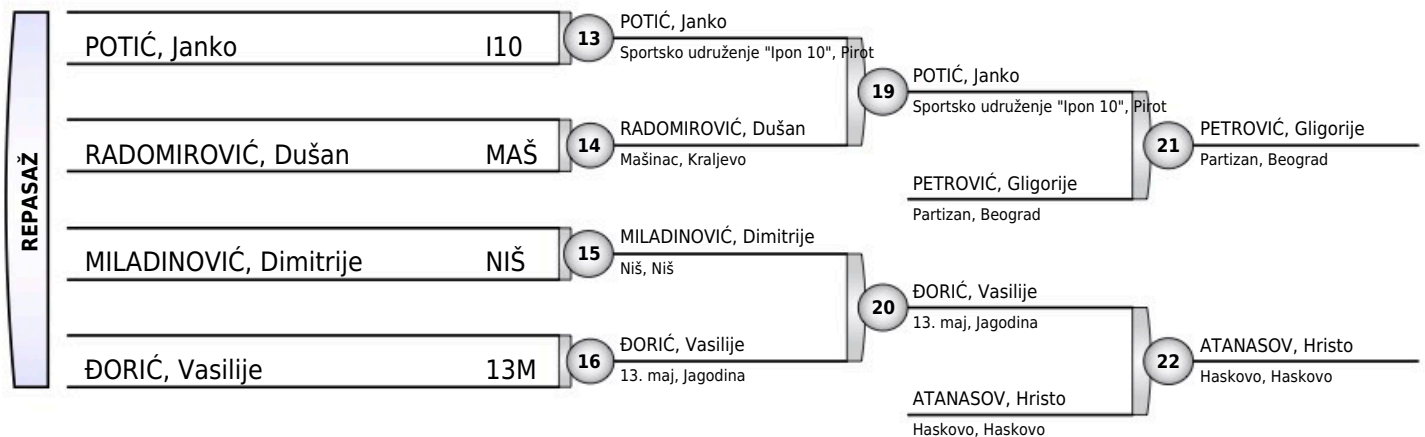 REPASAŽ
POTIĆ, Janko I10
RADOMIROVIĆ, Dušan MAŠ
MILADINOVIĆ, Dimitrije NIŠ
ĐORIĆ, Vasilije 13M
13
POTIĆ, Janko
Sportsko udruženje "Ipon 10", Pirot
14
RADOMIROVIĆ, Dušan
Mašinac, Kraljevo
15
MILADINOVIĆ, Dimitrije
Niš, Niš
16
ĐORIĆ, Vasilije
13. maj, Jagodina
19
POTIĆ, Janko
Sportsko udruženje "Ipon 10", Pirot
PETROVIĆ, Gligorije
Partizan, Beograd
20
ĐORIĆ, Vasilije
13. maj, Jagodina
ATANASOV, Hristo
Haskovo, Haskovo
21
PETROVIĆ, Gligorije
Partizan, Beograd
22
ATANASOV, Hristo
Haskovo, Haskovo